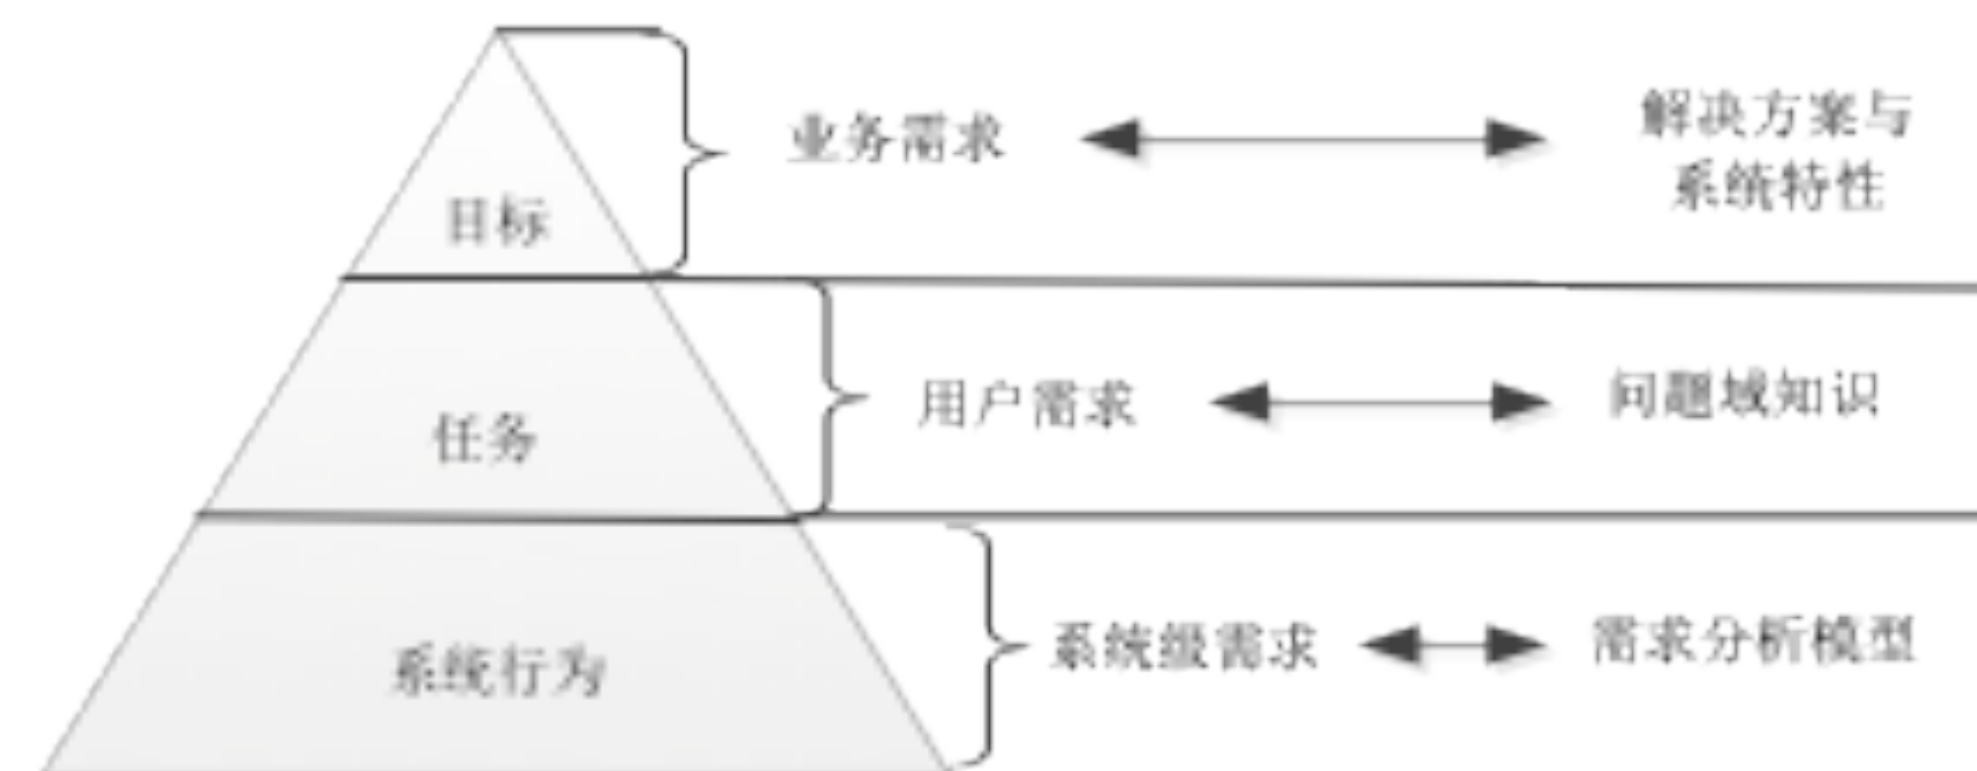 业务需求
解决方案与
系统特性
目标
用户需求
问题域知识
任务
系统级需求
需求分析模型
系统行为